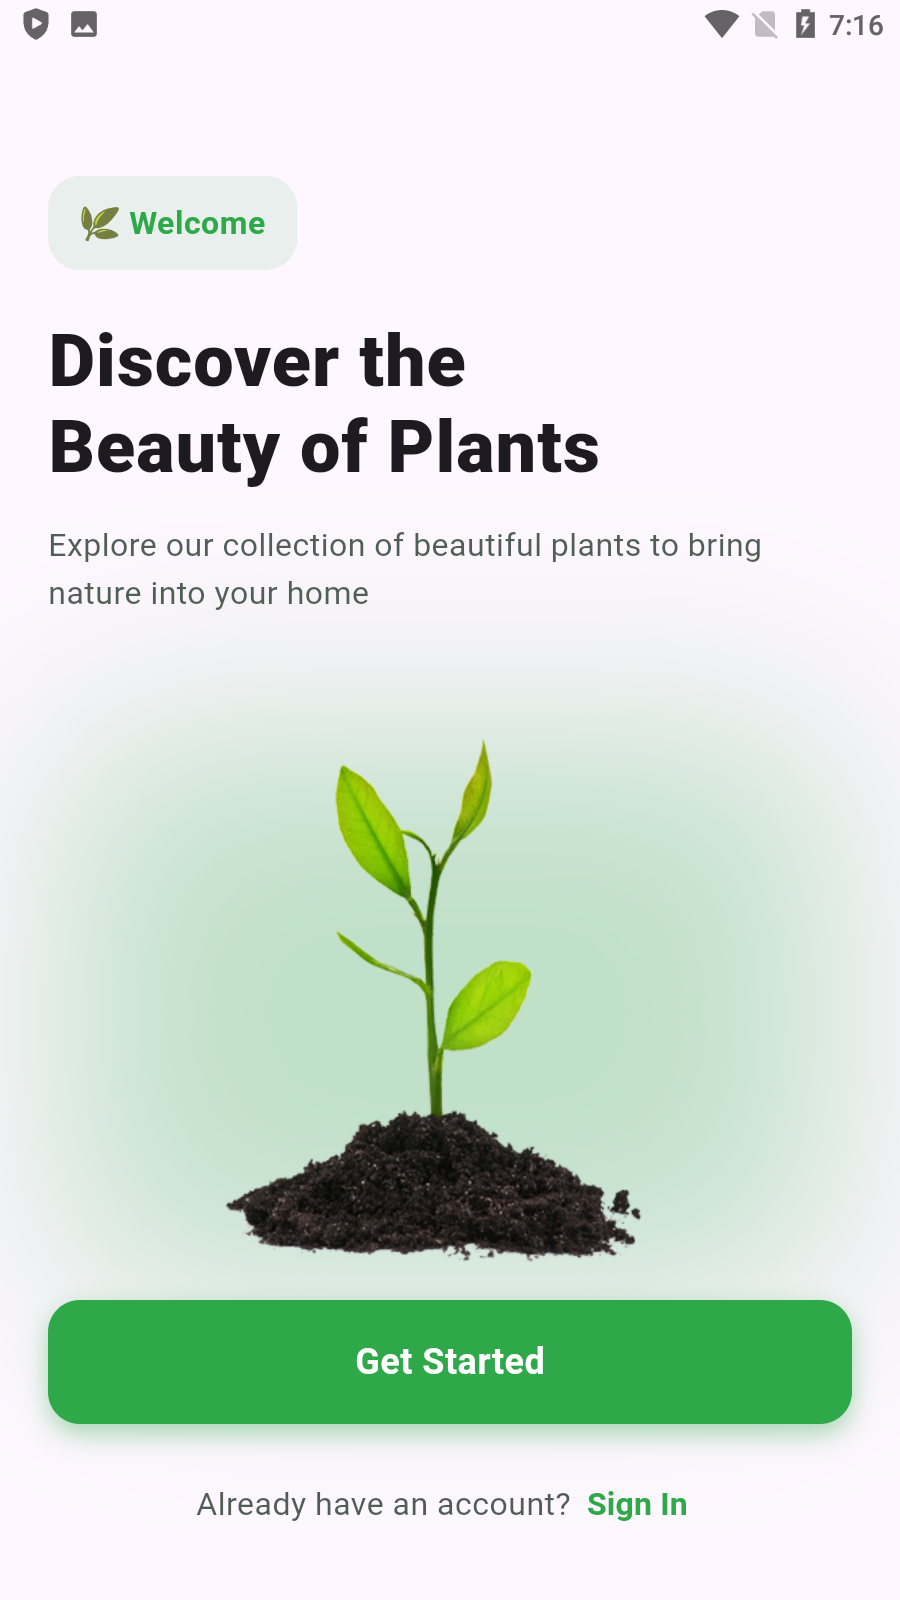 7:16
🌿 Welcome
Discover the
Beauty of Plants
Explore our collection of beautiful plants to bring
nature into your home
Get Started
Already have an account? Sign In